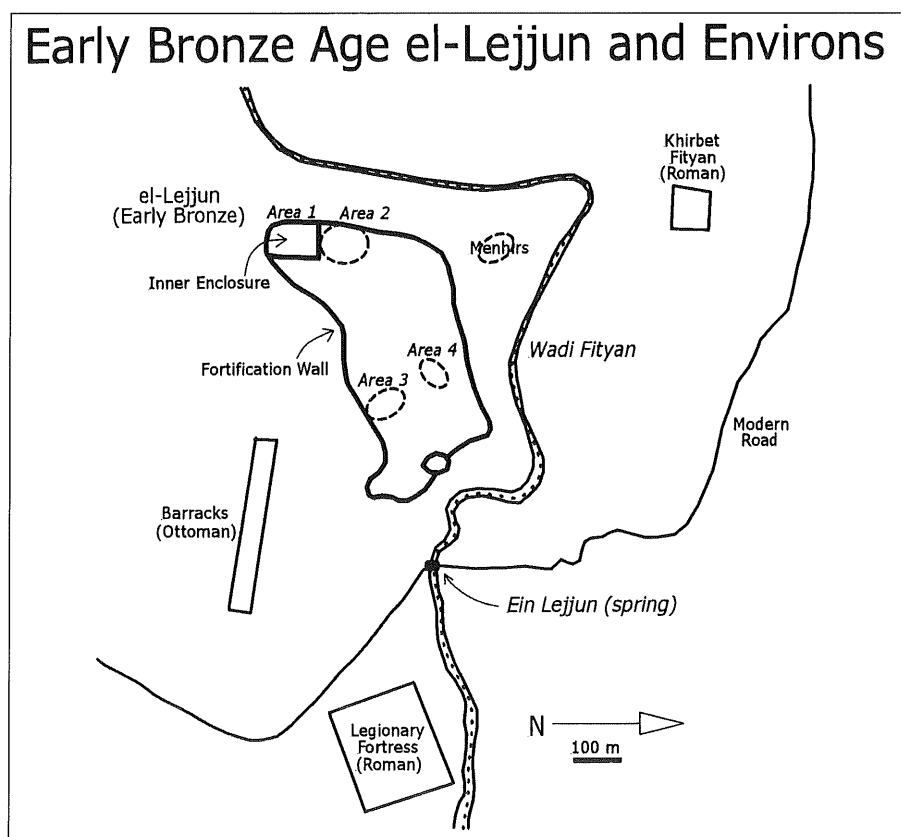 Early Bronze Age el-Lejjun and Environs
Khirbet
Fityan
(Roman)
el-Lejjun
(Early Bronze)
Area 1
Area 2
Menhirs
Inner Enclosure
Wadi Fityan
Area 4
Fortification Wall
Area 3
Modern
Road
Barracks
(Ottoman)
Ein Lejjun (spring)
Legionary
Fortress
(Roman)
N
100 m